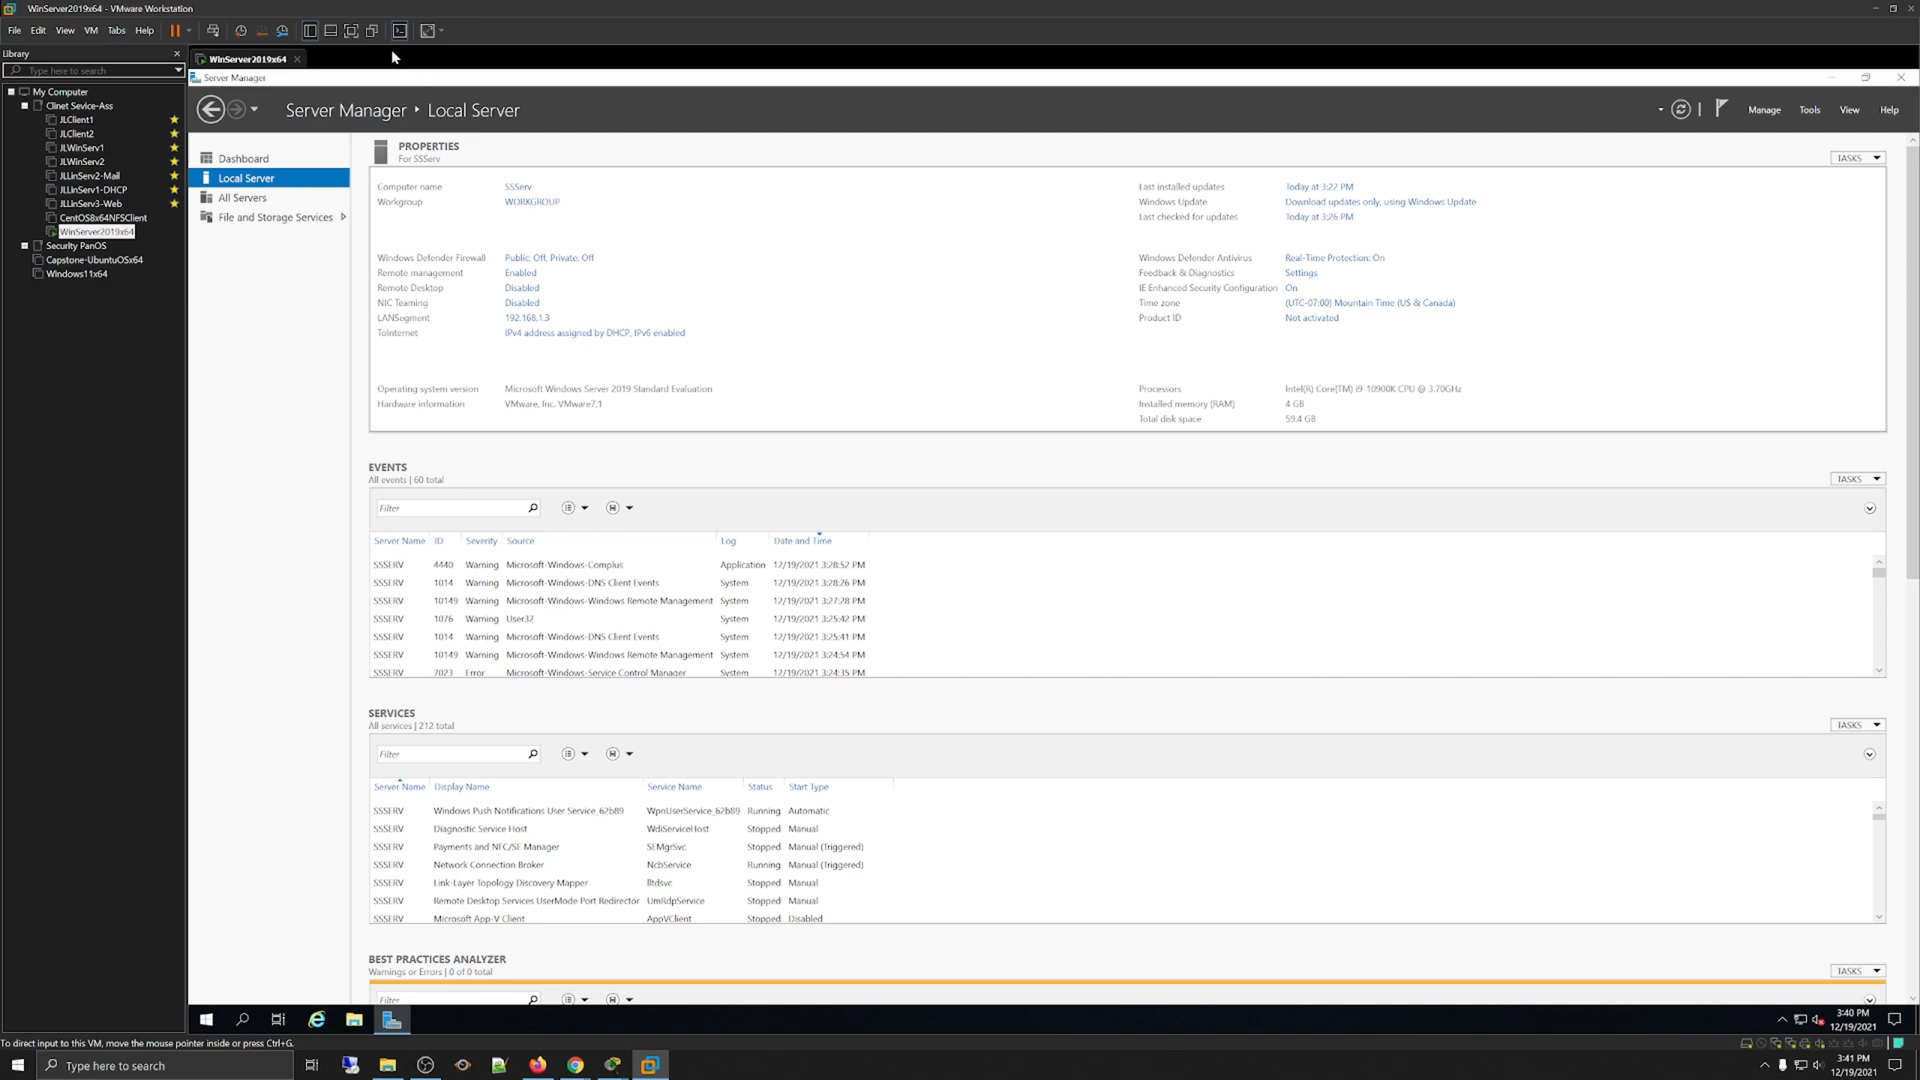 WinServer2019x64 - VMware Workstation
File Edit View VM Tabs Help
Library
Type here to search
My Computer
Clinet Sevice-Ass
JLClient1
JLClient2
JLWinServ1
JLWinServ2
JLLinServ2-Mail
JLLinServ1-DHCP
JLLinServ3-Web
CentOS8x64NFSClient
WinServer2019x64
Security PanOS
Capstone-UbuntuOSx64
Windows11x64
WinServer2019x64
Server Manager
Server Manager Local Server
Manage Tools View Help
Dashboard
Local Server
All Servers
File and Storage Services
PROPERTIES
For SSServ
TASKS
Computer name SSServ
Workgroup WORKGROUP
Last installed updates Today at 3:22 PM
Windows Update Download updates only, using Windows Update
Last checked for updates Today at 3:26 PM
Windows Defender Firewall Public: Off, Private: Off
Remote management Enabled
Remote Desktop Disabled
NIC Teaming Disabled
LANSegment 192.168.1.3
ToInternet IPv4 address assigned by DHCP, IPv6 enabled
Windows Defender Antivirus Real-Time Protection: On
Feedback & Diagnostics Settings
IE Enhanced Security Configuration On
Time zone (UTC-07:00) Mountain Time (US & Canada)
Product ID Not activated
Operating system version Microsoft Windows Server 2019 Standard Evaluation
Hardware information VMware, Inc. VMware7,1
Processors Intel(R) Core(TM) i9-10900K CPU @ 3.70GHz
Installed memory (RAM) 4 GB
Total disk space 59.4 GB
EVENTS
All events | 60 total
TASKS
Filter
Server Name ID Severity Source Log Date and Time
SSSERV 4440 Warning Microsoft-Windows-Complus Application 12/19/2021 3:28:52 PM
SSSERV 1014 Warning Microsoft-Windows-DNS Client Events System 12/19/2021 3:28:26 PM
SSSERV 10149 Warning Microsoft-Windows-Windows Remote Management System 12/19/2021 3:27:28 PM
SSSERV 1076 Warning User32 System 12/19/2021 3:25:42 PM
SSSERV 1014 Warning Microsoft-Windows-DNS Client Events System 12/19/2021 3:25:41 PM
SSSERV 10149 Warning Microsoft-Windows-Windows Remote Management System 12/19/2021 3:24:54 PM
SSSERV 7023 Error Microsoft-Windows-Service Control Manager System 12/19/2021 3:24:35 PM
SERVICES
All services | 212 total
TASKS
Filter
Server Name Display Name Service Name Status Start Type
SSSERV Windows Push Notifications User Service_62b89 WpnUserService_62b89 Running Automatic
SSSERV Diagnostic Service Host WdiServiceHost Stopped Manual
SSSERV Payments and NFC/SE Manager SEMgrSvc Stopped Manual (Triggered)
SSSERV Network Connection Broker NcbService Running Manual (Triggered)
SSSERV Link-Layer Topology Discovery Mapper lltdsvc Stopped Manual
SSSERV Remote Desktop Services UserMode Port Redirector UmRdpService Stopped Manual
SSSERV Microsoft App-V Client AppVClient Stopped Disabled
BEST PRACTICES ANALYZER
Warnings or Errors | 0 of 0 total
TASKS
Filter
3:40 PM
12/19/2021
To direct input to this VM, move the mouse pointer inside or press Ctrl+G.
Type here to search
3:41 PM
12/19/2021